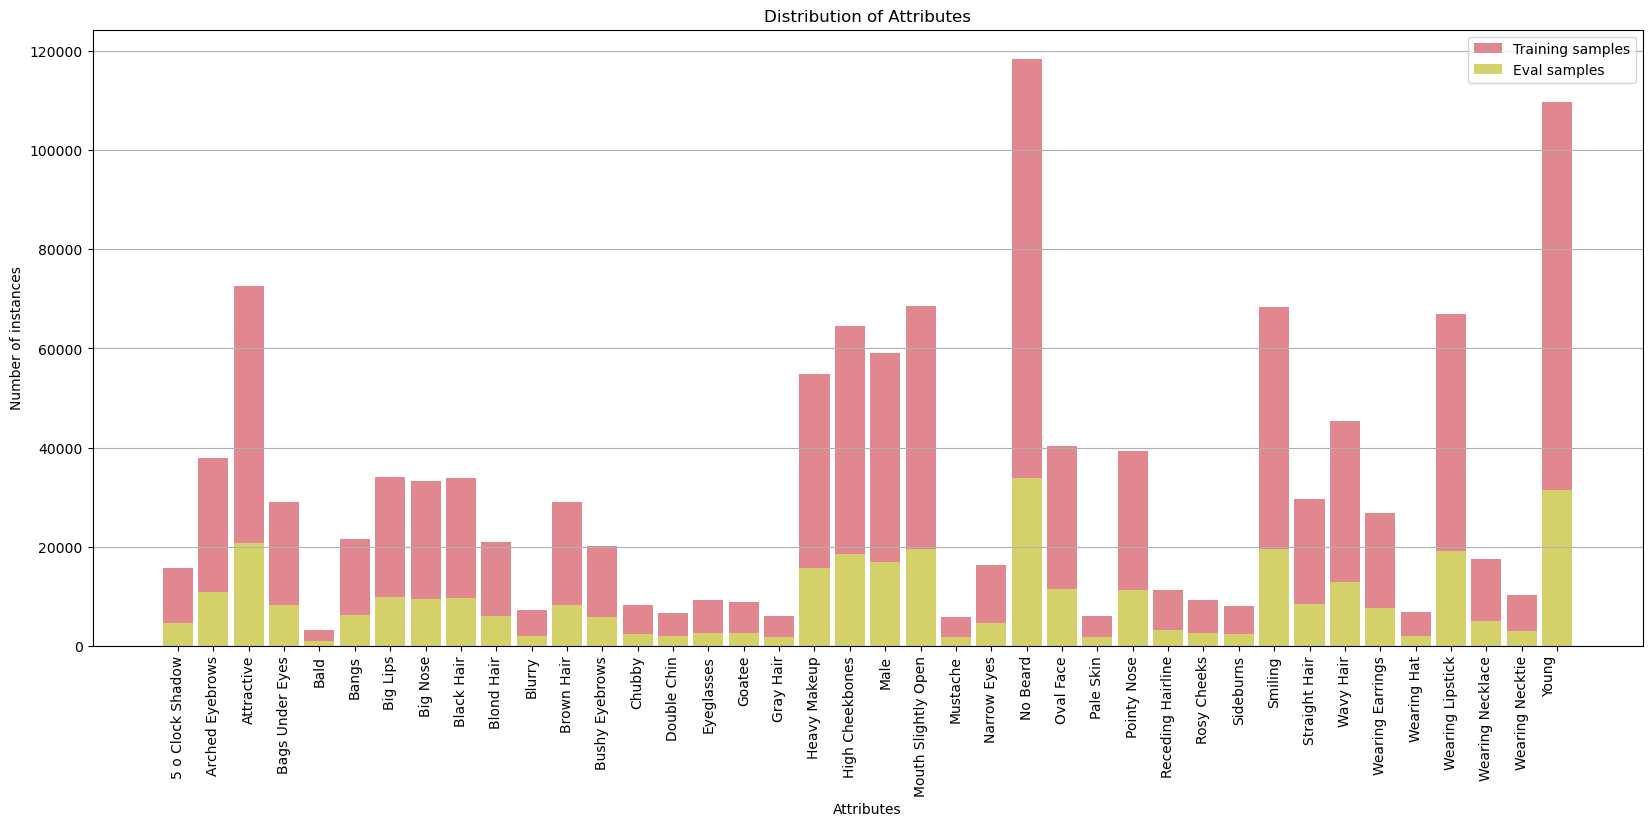 Distribution of Attributes
Training samples
Eval samples
120000
100000
80000
60000
40000
20000
0
Number of instances
5 o Clock Shadow
Arched Eyebrows
Attractive
Bags Under Eyes
Bald
Bangs
Big Lips
Big Nose
Black Hair
Blond Hair
Blurry
Brown Hair
Bushy Eyebrows
Chubby
Double Chin
Eyeglasses
Goatee
Gray Hair
Heavy Makeup
High Cheekbones
Male
Mouth Slightly Open
Mustache
Narrow Eyes
No Beard
Oval Face
Pale Skin
Pointy Nose
Receding Hairline
Rosy Cheeks
Sideburns
Smiling
Straight Hair
Wavy Hair
Wearing Earrings
Wearing Hat
Wearing Lipstick
Wearing Necklace
Wearing Necktie
Young
Attributes